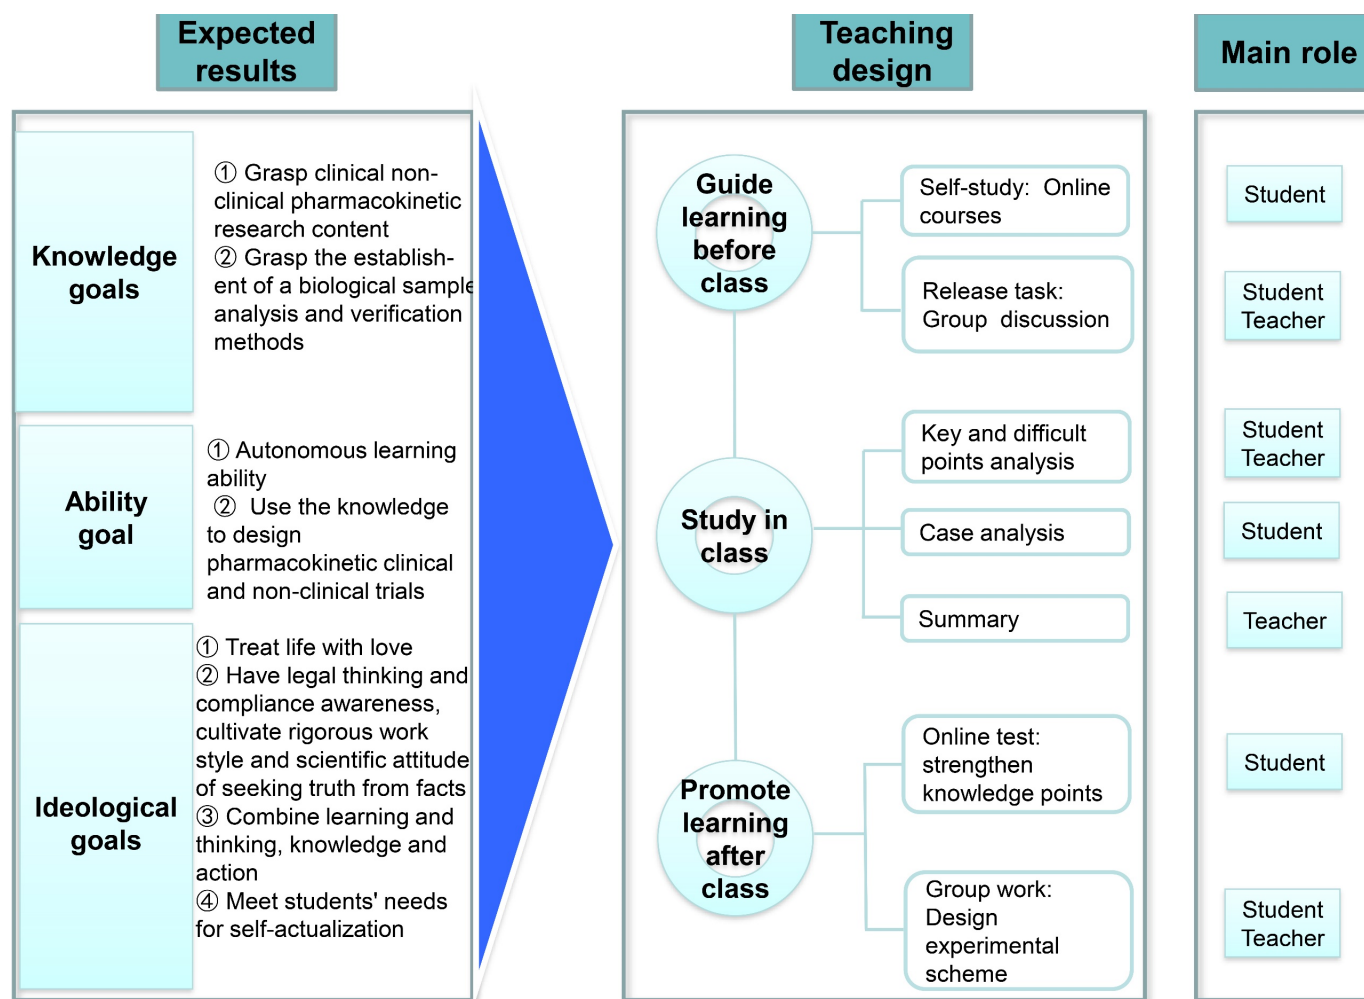 Expected
results
Teaching
design
Main role
Knowledge
goals
① Grasp clinical non-
clinical pharmacokinetic
research content
② Grasp the establish-
ent of a biological sample
analysis and verification
methods
Ability
goal
① Autonomous learning
ability
② Use the knowledge
to design
pharmacokinetic clinical
and non-clinical trials
Ideological
goals
① Treat life with love
② Have legal thinking and
compliance awareness,
cultivate rigorous work
style and scientific attitude
of seeking truth from facts
③ Combine learning and
thinking, knowledge and
action
④ Meet students' needs
for self-actualization
Guide
learning
before
class
Self-study: Online
courses
Release task:
Group discussion
Study in
class
Key and difficult
points analysis
Case analysis
Summary
Promote
learning
after
class
Online test:
strengthen
knowledge points
Group work:
Design
experimental
scheme
Student
Student
Teacher
Student
Teacher
Student
Teacher
Student
Student
Teacher